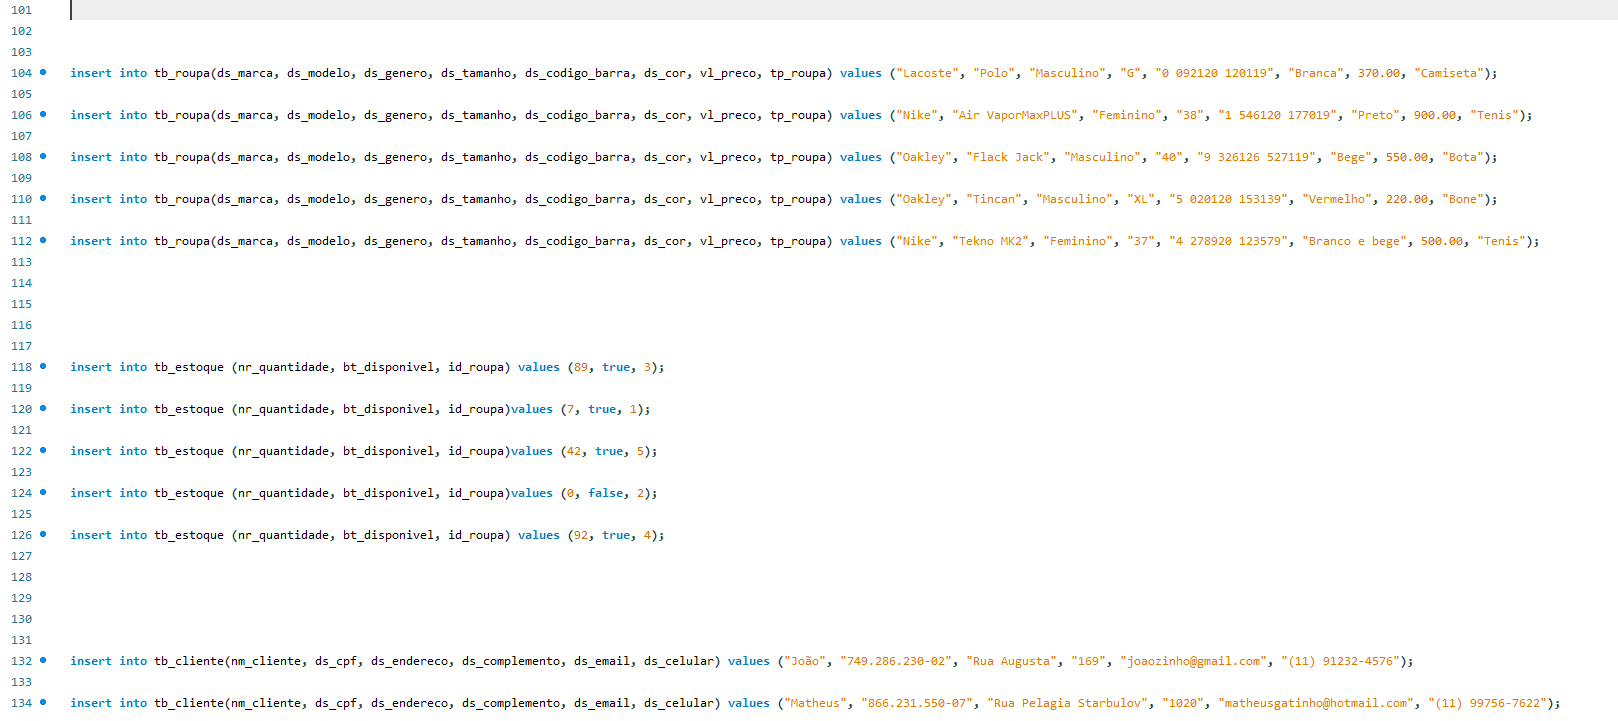 101
102
103
104 insert into tb_roupa(ds_marca, ds_modelo, ds_genero, ds_tamanho, ds_codigo_barra, ds_cor, vl_preco, tp_roupa) values ("Lacoste", "Polo", "Masculino", "G", "0 092120 120119", "Branca", 370.00, "Camiseta");
105
106 insert into tb_roupa(ds_marca, ds_modelo, ds_genero, ds_tamanho, ds_codigo_barra, ds_cor, vl_preco, tp_roupa) values ("Nike", "Air VaporMaxPLUS", "Feminino", "38", "1 546120 177019", "Preto", 900.00, "Tenis");
107
108 insert into tb_roupa(ds_marca, ds_modelo, ds_genero, ds_tamanho, ds_codigo_barra, ds_cor, vl_preco, tp_roupa) values ("Oakley", "Flack Jack", "Masculino", "40", "9 326126 527119", "Bege", 550.00, "Bota");
109
110 insert into tb_roupa(ds_marca, ds_modelo, ds_genero, ds_tamanho, ds_codigo_barra, ds_cor, vl_preco, tp_roupa) values ("Oakley", "Tincan", "Masculino", "XL", "5 020120 153139", "Vermelho", 220.00, "Bone");
111
112 insert into tb_roupa(ds_marca, ds_modelo, ds_genero, ds_tamanho, ds_codigo_barra, ds_cor, vl_preco, tp_roupa) values ("Nike", "Tekno MK2", "Feminino", "37", "4 278920 123579", "Branco e bege", 500.00, "Tenis");
113
114
115
116
117
118 insert into tb_estoque (nr_quantidade, bt_disponivel, id_roupa) values (89, true, 3);
119
120 insert into tb_estoque (nr_quantidade, bt_disponivel, id_roupa)values (7, true, 1);
121
122 insert into tb_estoque (nr_quantidade, bt_disponivel, id_roupa)values (42, true, 5);
123
124 insert into tb_estoque (nr_quantidade, bt_disponivel, id_roupa)values (0, false, 2);
125
126 insert into tb_estoque (nr_quantidade, bt_disponivel, id_roupa) values (92, true, 4);
127
128
129
130
131
132 insert into tb_cliente(nm_cliente, ds_cpf, ds_endereco, ds_complemento, ds_email, ds_celular) values ("João", "749.286.230-02", "Rua Augusta", "169", "joaozinho@gmail.com", "(11) 91232-4576");
133
134 insert into tb_cliente(nm_cliente, ds_cpf, ds_endereco, ds_complemento, ds_email, ds_celular) values ("Matheus", "866.231.550-07", "Rua Pelagia Starbulov", "1020", "matheusgatinho@hotmail.com", "(11) 99756-7622");